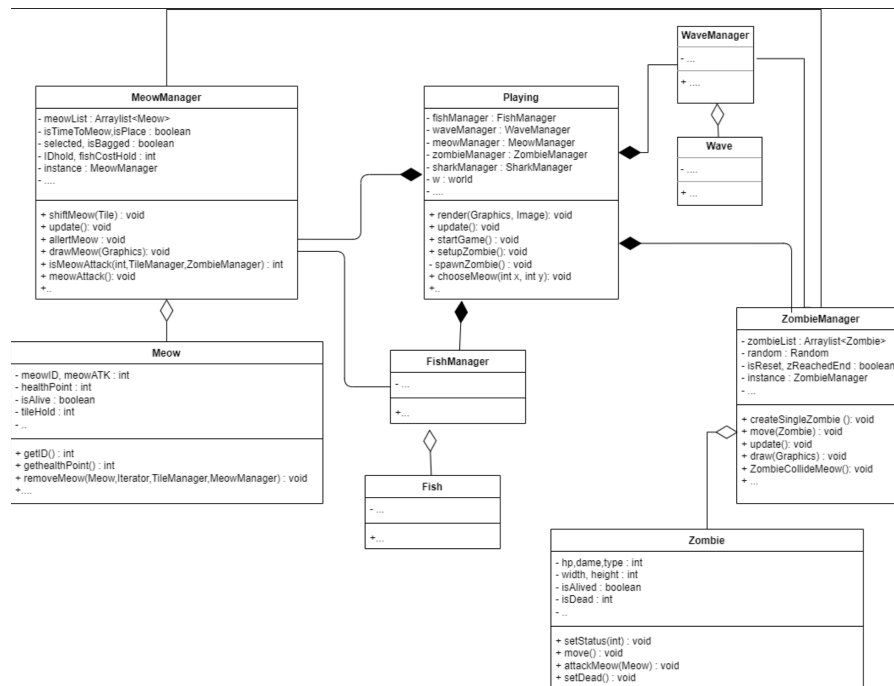 WaveManager
- ...
+ ....
MeowManager
- meowList : Arraylist<Meow>
- isTimeToMeow,isPlace : boolean
- selected, isBagged : boolean
- IDhold, fishCostHold : int
- instance : MeowManager
- ....
+ shiftMeow(Tile) : void
+ update(): void
+ allertMeow : void
+ drawMeow(Graphics): void
+ isMeowAttack(int,TileManager,ZombieManager) : int
+ meowAttack(): void
+..
Playing
- fishManager : FishManager
- waveManager : WaveManager
- meowManager : MeowManager
- zombieManager : ZombieManager
- sharkManager : SharkManager
- w : world
- ....
+ render(Graphics, Image): void
+ update(): void
+ startGame() : void
+ setupZombie() : void
- spawnZombie() : void
+ chooseMeow(int x, int y): void
+..
Wave
- ....
+ ...
ZombieManager
- zombieList : Arraylist<Zombie>
- random : Random
- isReset, zReachedEnd : boolean
- instance : ZombieManager
- ...
+ createSingleZombie (): void
+ move(Zombie) : void
+ update(): void
+ draw(Graphics) : void
+ ZombieCollideMeow(): void
+ ...
Meow
- meowID, meowATK : int
- healthPoint : int
- isAlive : boolean
- tileHold : int
- ..
+ getID() : int
+ gethealthPoint() : int
+ removeMeow(Meow,Iterator,TileManager,MeowManager) : void
+....
FishManager
- ...
+...
Fish
- ...
+...
Zombie
- hp,dame,type : int
- width, height : int
- isAlived : boolean
- isDead : int
- ..
+ setStatus(int) : void
+ move() : void
+ attackMeow(Meow) : void
+ setDead() : void